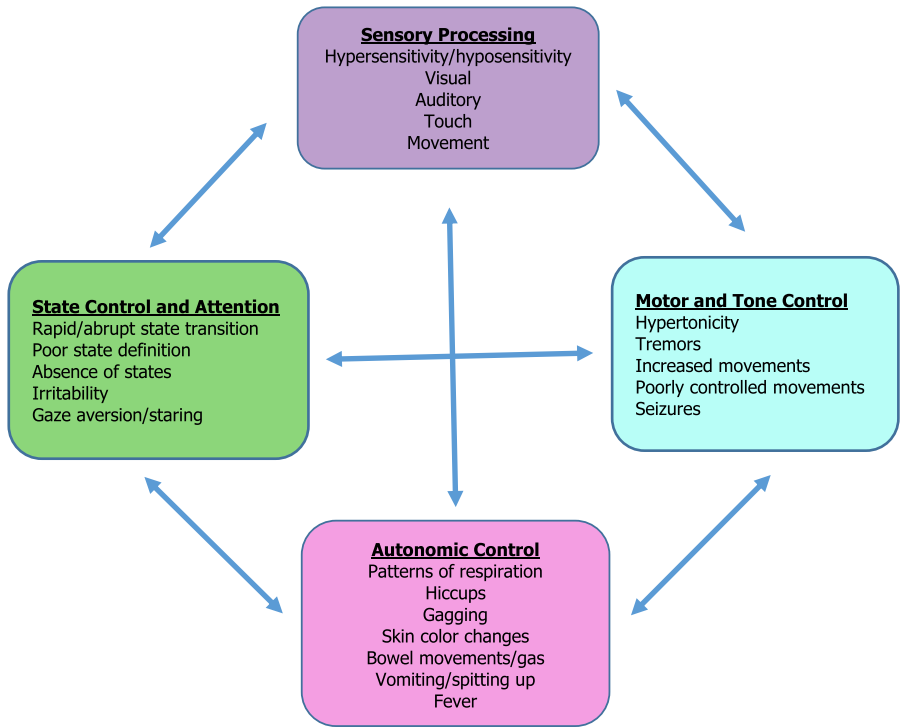 Sensory Processing
Hypersensitivity/hyposensitivity
Visual
Auditory
Touch
Movement
State Control and Attention
Rapid/abrupt state transition
Poor state definition
Absence of states
Irritability
Gaze aversion/staring
Motor and Tone Control
Hypertonicity
Tremors
Increased movements
Poorly controlled movements
Seizures
Autonomic Control
Patterns of respiration
Hiccups
Gagging
Skin color changes
Bowel movements/gas
Vomiting/spitting up
Fever